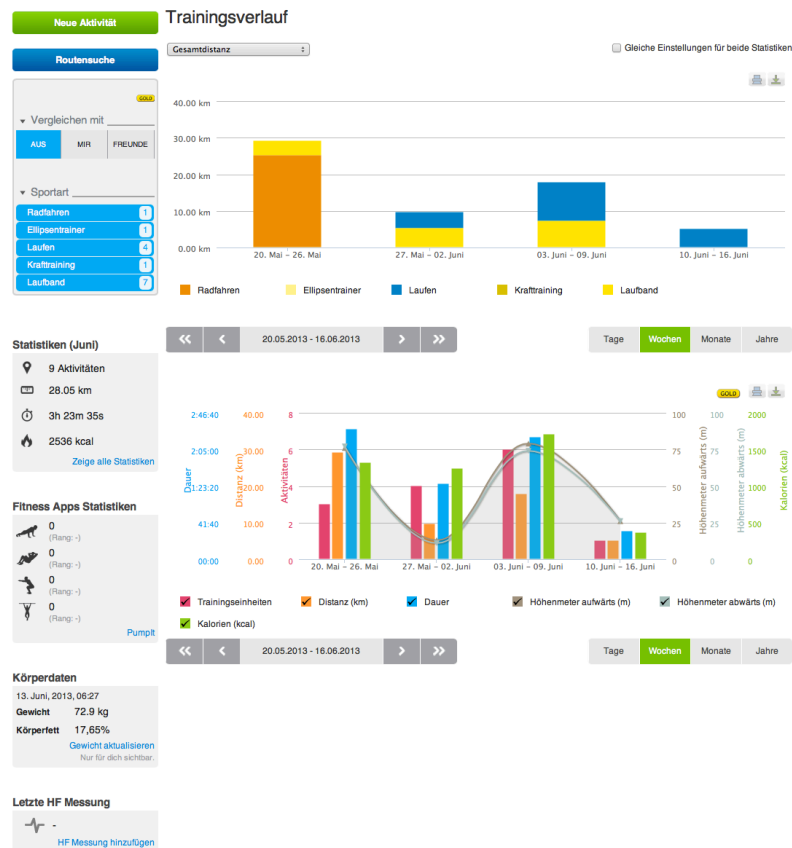 Neue Aktivität
Routensuche
GOLD
Vergleichen mit
AUS MIR FREUNDE
Sportart
Radfahren 1
Ellipsentrainer 1
Laufen 4
Krafttraining 1
Laufband 7
Statistiken (Juni)
9 Aktivitäten
28.05 km
3h 23m 35s
2536 kcal
Zeige alle Statistiken
Fitness Apps Statistiken
0
(Rang: -)
0
(Rang: -)
0
(Rang: -)
0
(Rang: -)
PumpIt
Körperdaten
13. Juni, 2013, 06:27
Gewicht 72.9 kg
Körperfett 17,65%
Gewicht aktualisieren
Nur für dich sichtbar.
Letzte HF Messung
-
HF Messung hinzufügen
Trainingsverlauf
Gesamtdistanz
Gleiche Einstellungen für beide Statistiken
40.00 km
30.00 km
20.00 km
10.00 km
0.00 km
20. Mai - 26. Mai 27. Mai - 02. Juni 03. Juni - 09. Juni 10. Juni - 16. Juni
Radfahren Ellipsentrainer Laufen Krafttraining Laufband
20.05.2013 - 16.06.2013
Tage Wochen Monate Jahre
GOLD
2:46:40 40.00 8 100 100 2000
2:05:00 30.00 6 75 75 1500
1:23:20 20.00 4 50 50 1000
41:40 10.00 2 25 25 500
00:00 0.00 0 0 0 0
Dauer
Distanz (km)
Aktivitäten
Höhenmeter aufwärts (m)
Höhenmeter abwärts (m)
Kalorien (kcal)
20. Mai - 26. Mai 27. Mai - 02. Juni 03. Juni - 09. Juni 10. Juni - 16. Juni
Trainingseinheiten Distanz (km) Dauer Höhenmeter aufwärts (m) Höhenmeter abwärts (m)
Kalorien (kcal)
20.05.2013 - 16.06.2013
Tage Wochen Monate Jahre